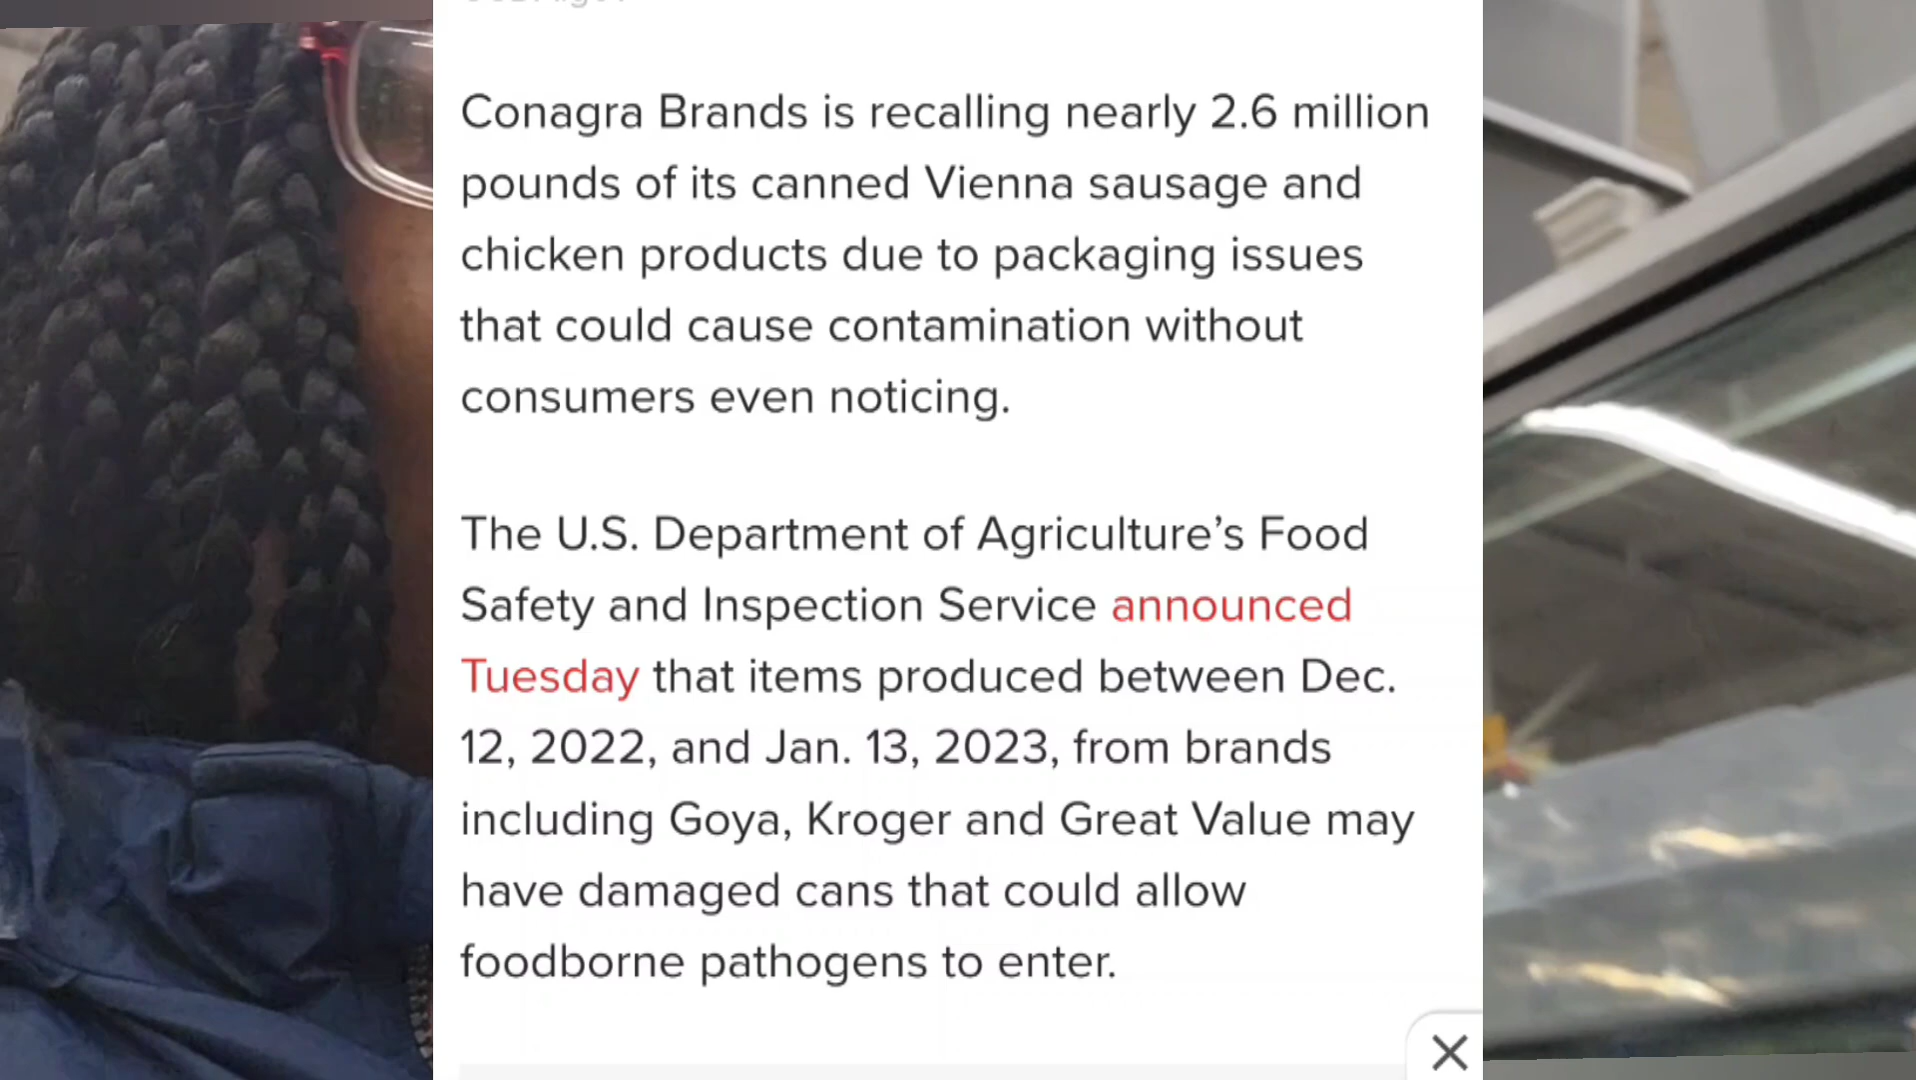 Conagra Brands is recalling nearly 2.6 million
pounds of its canned Vienna sausage and
chicken products due to packaging issues
that could cause contamination without
consumers even noticing.
The U.S. Department of Agriculture’s Food
Safety and Inspection Service announced
Tuesday that items produced between Dec.
12, 2022, and Jan. 13, 2023, from brands
including Goya, Kroger and Great Value may
have damaged cans that could allow
foodborne pathogens to enter.